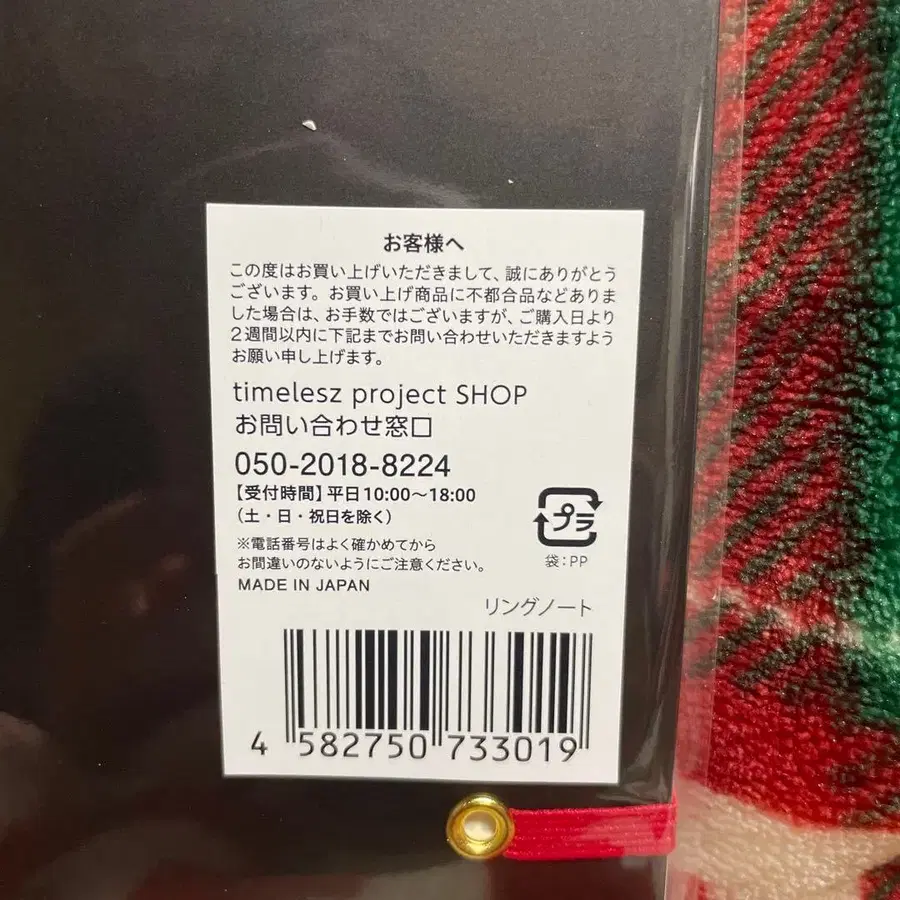 お客様へ
この度はお買い上げいただきまして、誠にありがとう
ございます。お買い上げ商品に不都合品などありま
した場合は、お手数ではございますが、ご購入日より
2週間以内に下記までお問い合わせいただきますよう
お願い申し上げます。
timelesz project SHOP
お問い合わせ窓口
050-2018-8224
【受付時間】平日10:00〜18:00
（土・日・祝日を除く）
プラ
※電話番号はよく確かめてから
お間違いのないようにご注意ください。
袋：PP
MADE IN JAPAN
リングノート
4 582750 733019